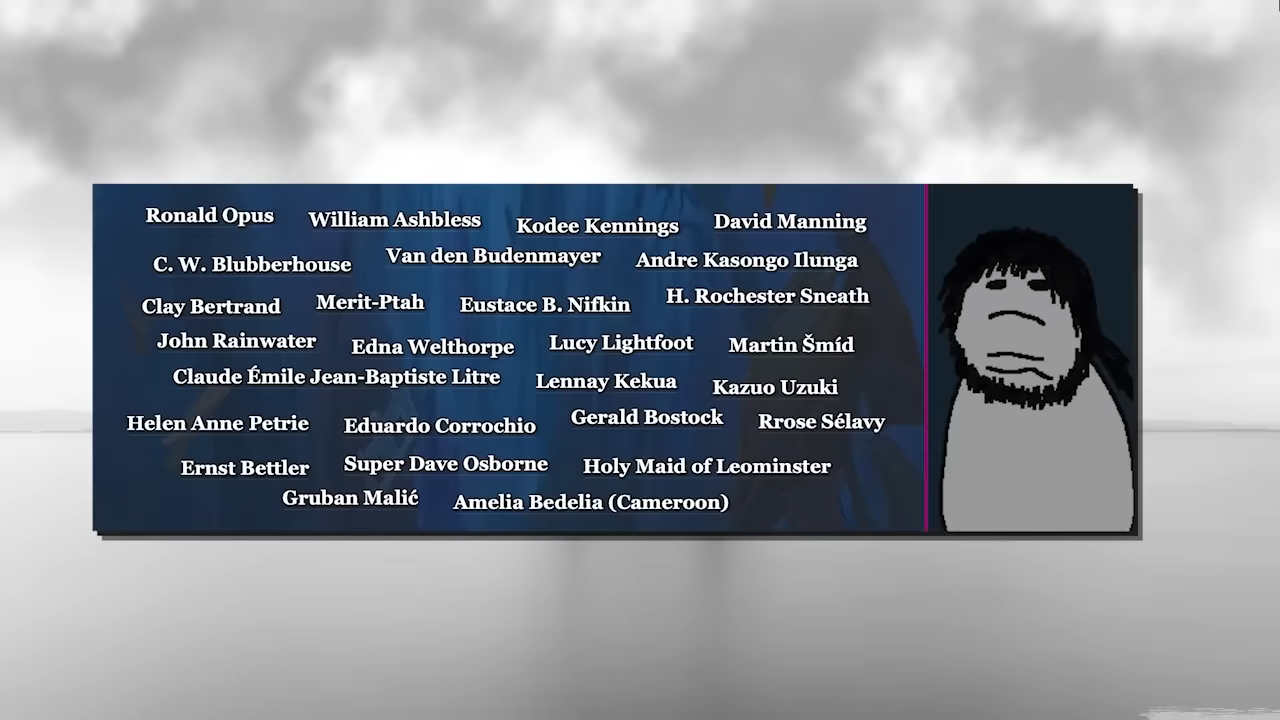 Ronald Opus William Ashbless Kodee Kennings David Manning
C. W. Blubberhouse Van den Budenmayer Andre Kasongo Ilunga
Clay Bertrand Merit-Ptah Eustace B. Nifkin H. Rochester Sneath
John Rainwater Edna Welthorpe Lucy Lightfoot Martin Šmíd
Claude Émile Jean-Baptiste Litre Lennay Kekua Kazuo Uzuki
Helen Anne Petrie Eduardo Corrochio Gerald Bostock Rrose Sélavy
Ernst Bettler Super Dave Osborne Holy Maid of Leominster
Gruban Malić Amelia Bedelia (Cameroon)